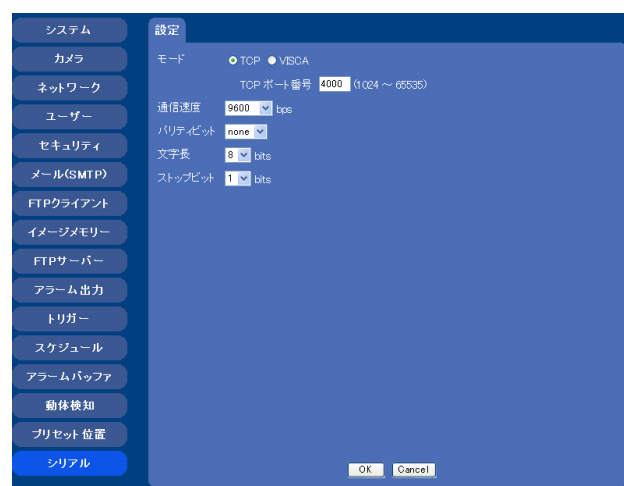 システム
カメラ
ネットワーク
ユーザー
セキュリティ
メール(SMTP)
FTPクライアント
イメージメモリー
FTPサーバー
アラーム出力
トリガー
スケジュール
アラームバッファ
動体検知
プリセット位置
シリアル
設定
モード TCP VISCA
TCP ポート番号 4000 (1024 ～ 65535)
通信速度 9600 bps
パリティビット none
文字長 8 bits
ストップビット 1 bits
OK Cancel